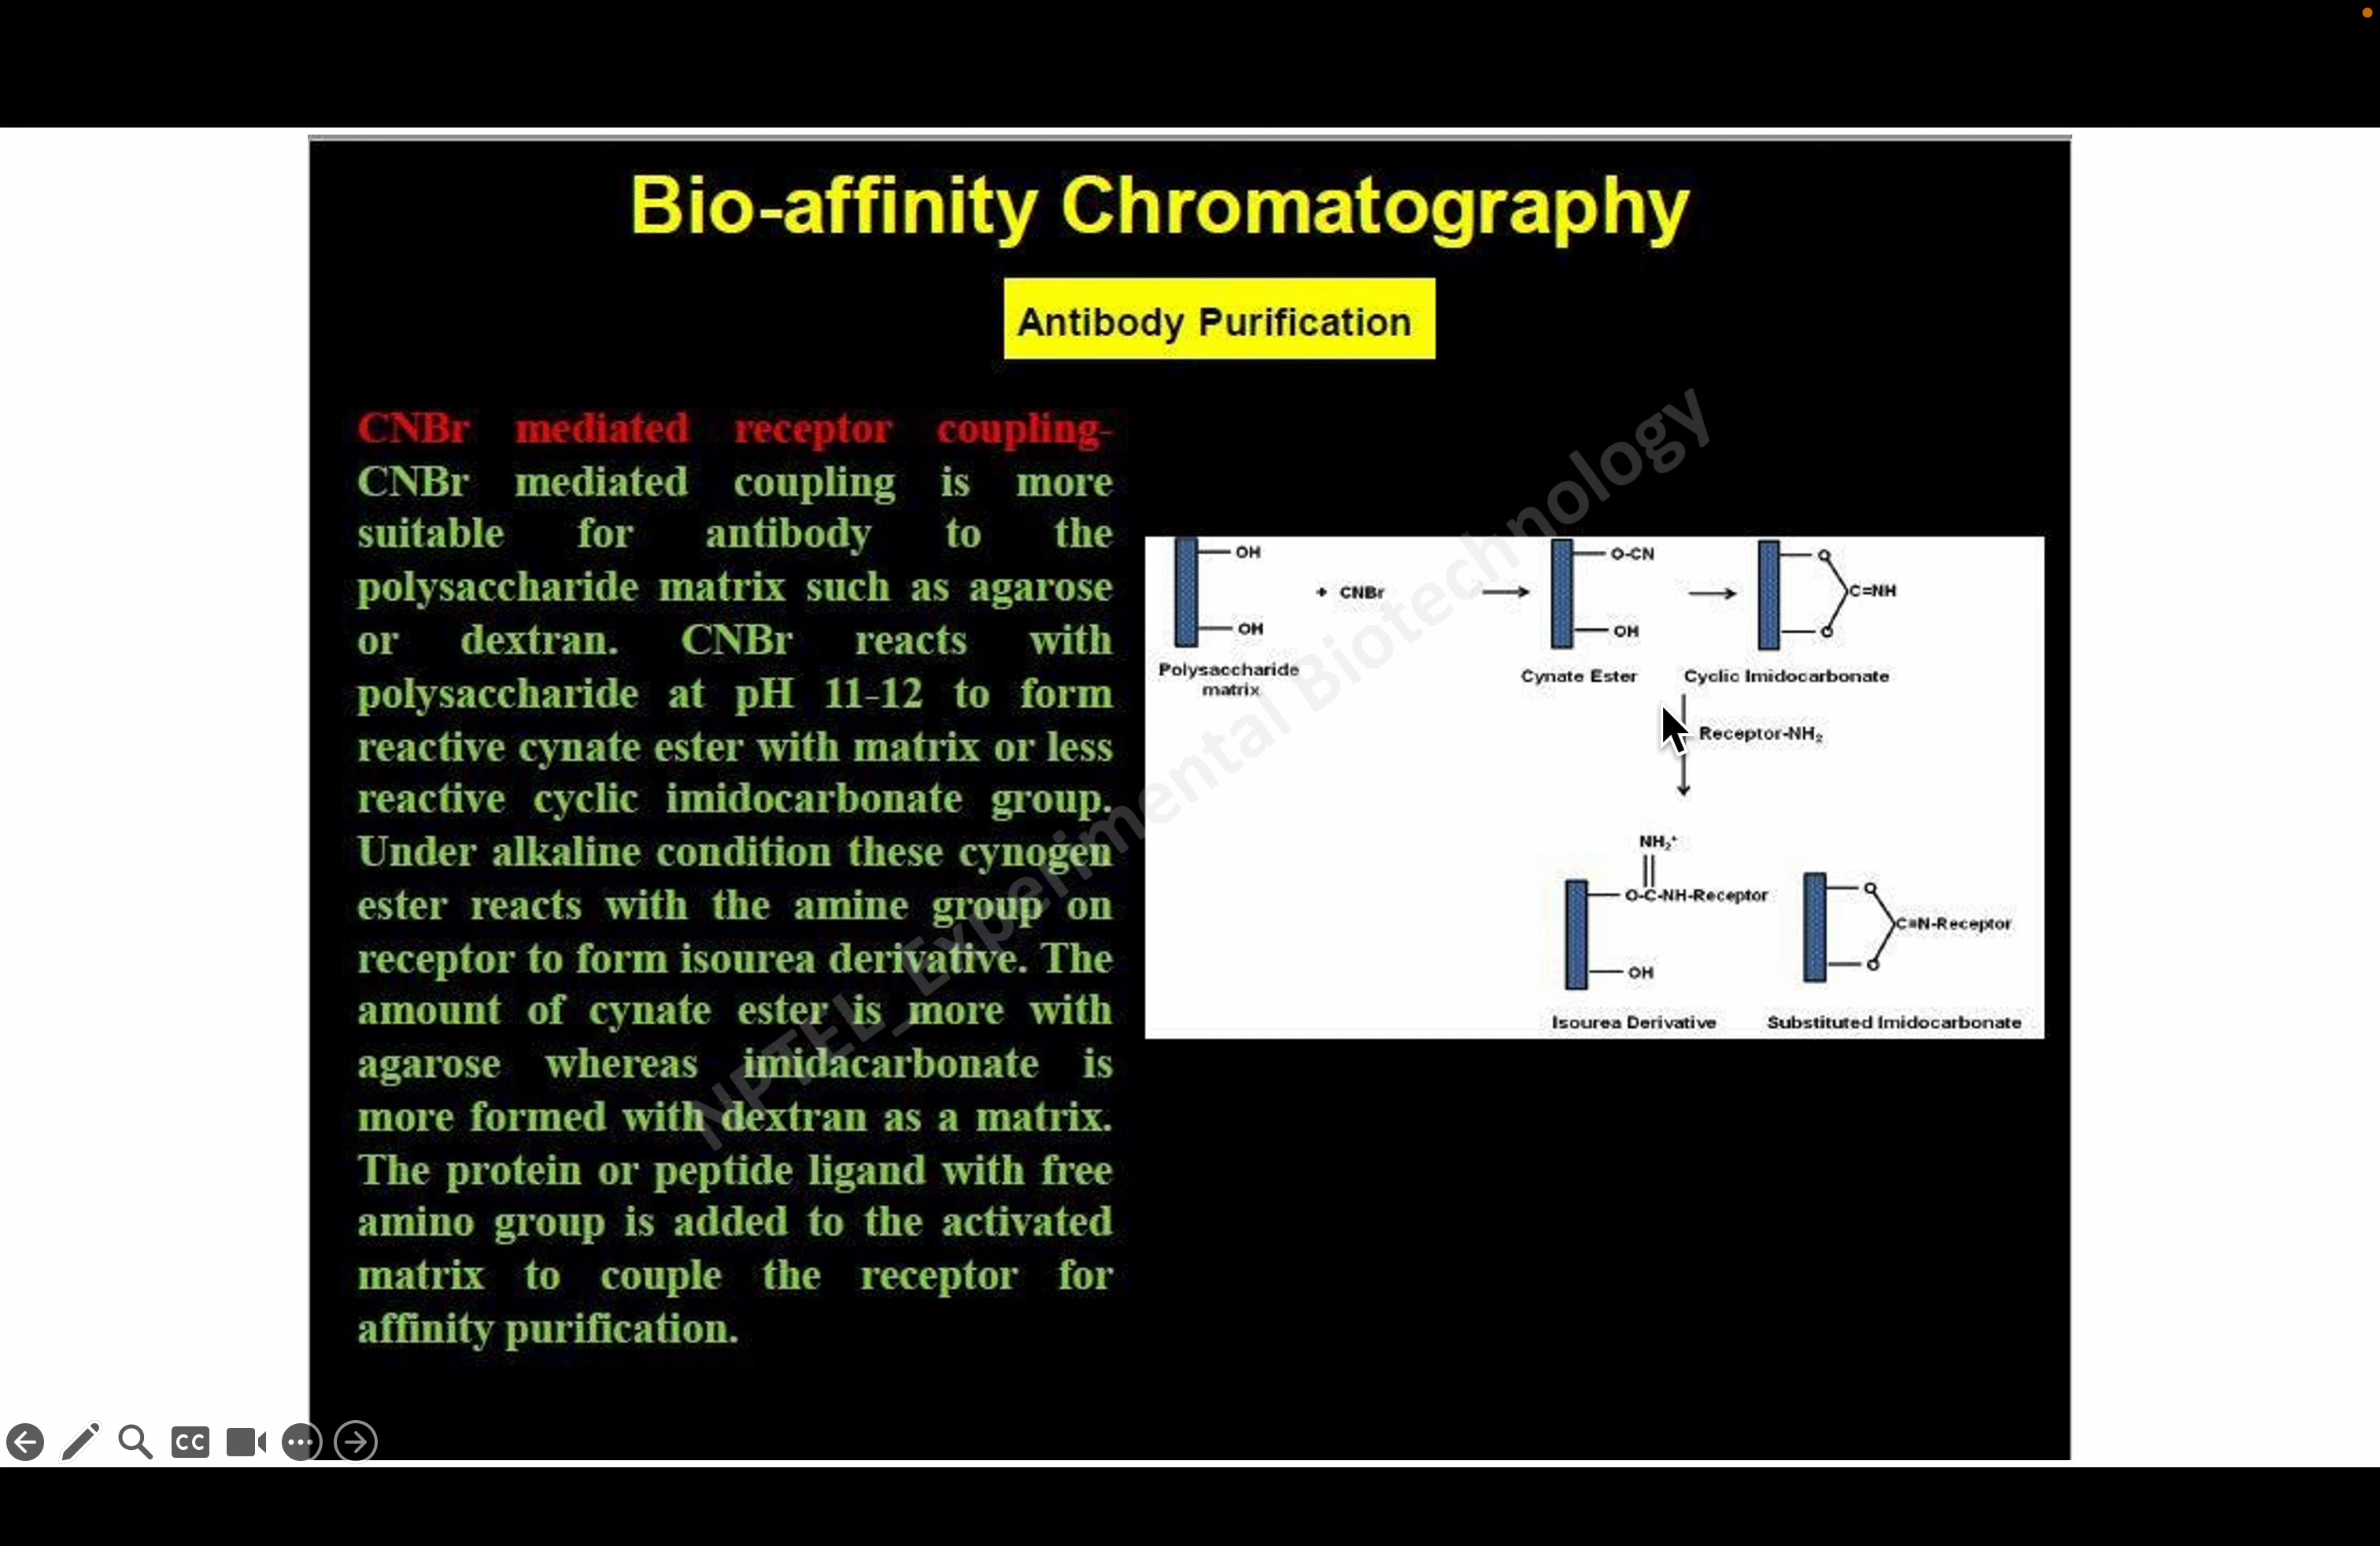 Bio-affinity Chromatography
Antibody Purification
CNBr mediated receptor coupling-
CNBr mediated coupling is more
suitable for antibody to the
polysaccharide matrix such as agarose
or dextran. CNBr reacts with
polysaccharide at pH 11-12 to form
reactive cynate ester with matrix or less
reactive cyclic imidocarbonate group.
Under alkaline condition these cynogen
ester reacts with the amine group on
receptor to form isourea derivative. The
amount of cynate ester is more with
agarose whereas imidacarbonate is
more formed with dextran as a matrix.
The protein or peptide ligand with free
amino group is added to the activated
matrix to couple the receptor for
affinity purification.
OH
OH
Polysaccharide
matrix
+ CNBr
O-CN
OH
Cynate Ester
O
C=NH
O
Cyclic Imidocarbonate
Receptor-NH₂
NH₂⁺
O-C-NH-Receptor
OH
Isourea Derivative
O
C=N-Receptor
O
Substituted Imidocarbonate
NPTEL_Experimental Biotechnology
CC